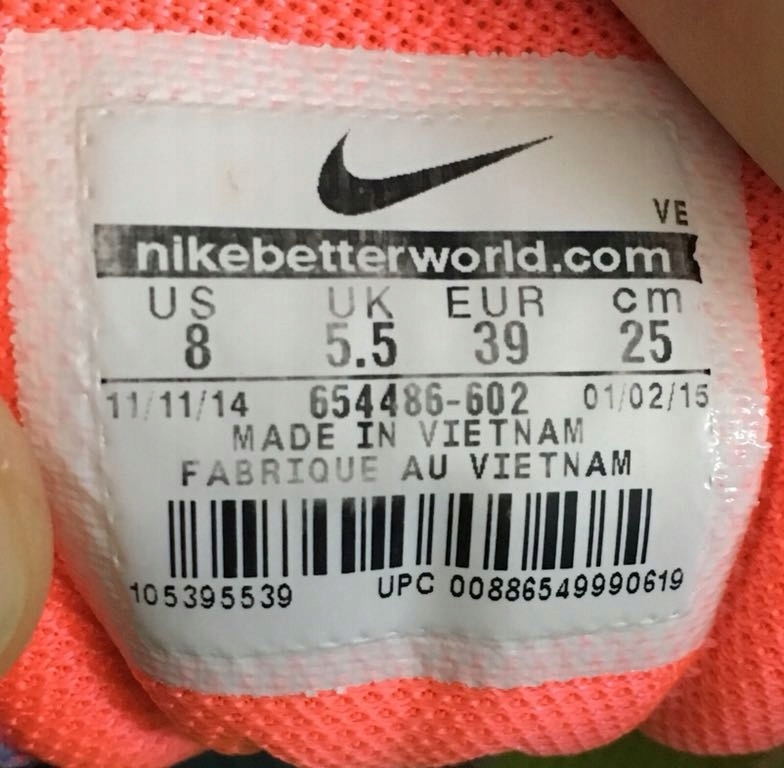 VE
nikebetterworld.com
US UK EUR cm
8 5.5 39 25
11/11/14 654486-602 01/02/15
MADE IN VIETNAM
FABRIQUE AU VIETNAM
105395539 UPC 00886549990619